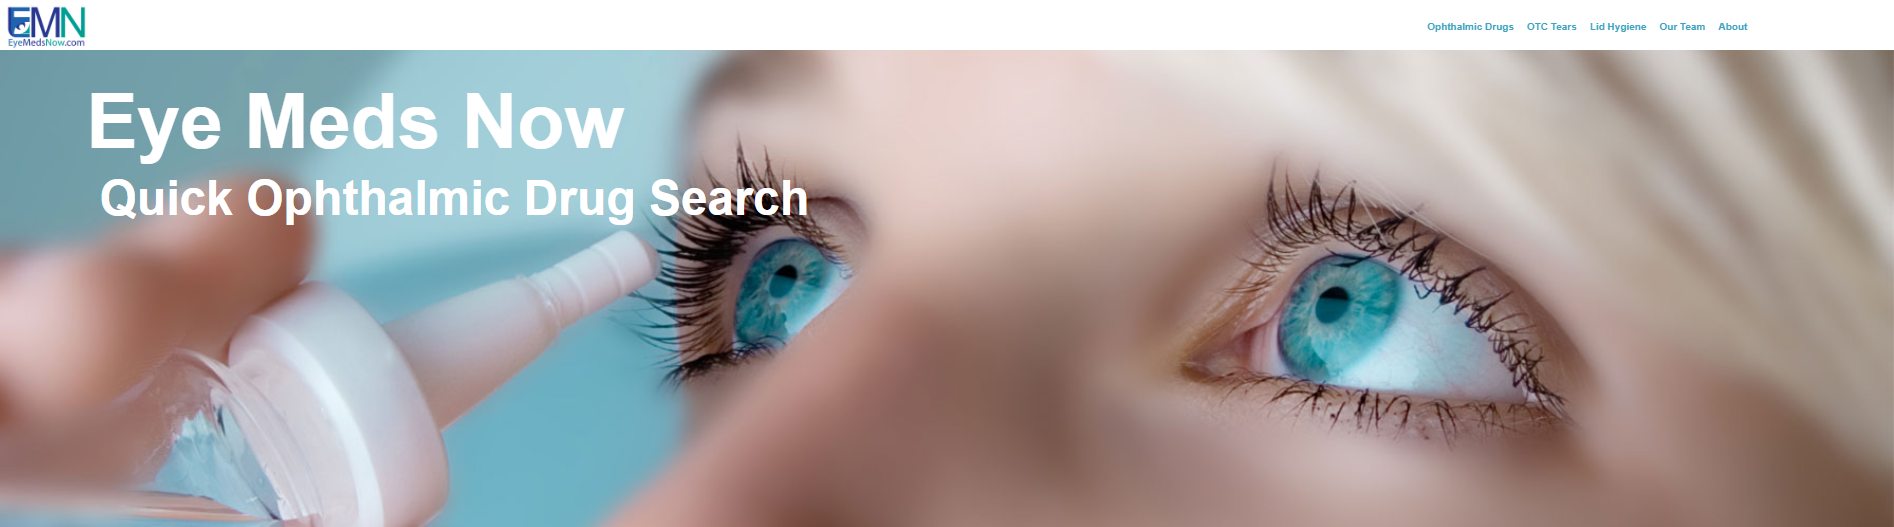 EMN
EyeMedsNow.com
Ophthalmic Drugs OTC Tears Lid Hygiene Our Team About
Eye Meds Now
Quick Ophthalmic Drug Search